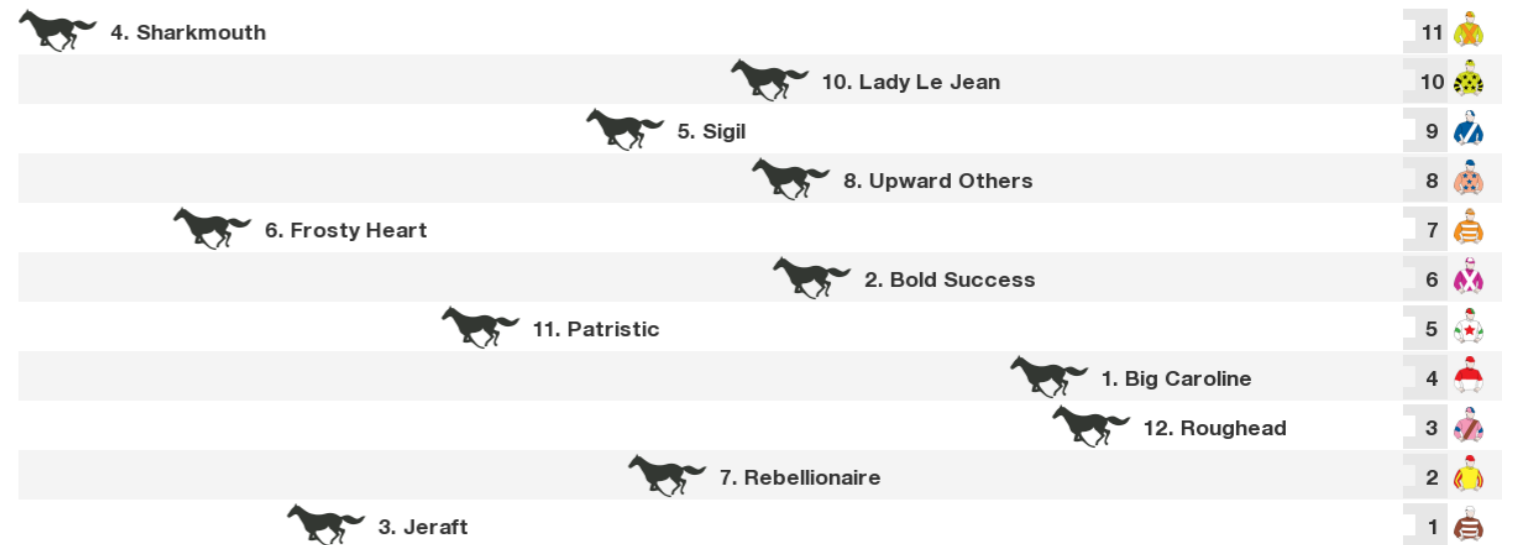 4. Sharkmouth 11
10. Lady Le Jean 10
5. Sigil 9
8. Upward Others 8
6. Frosty Heart 7
2. Bold Success 6
11. Patristic 5
1. Big Caroline 4
12. Roughead 3
7. Rebellionaire 2
3. Jeraft 1